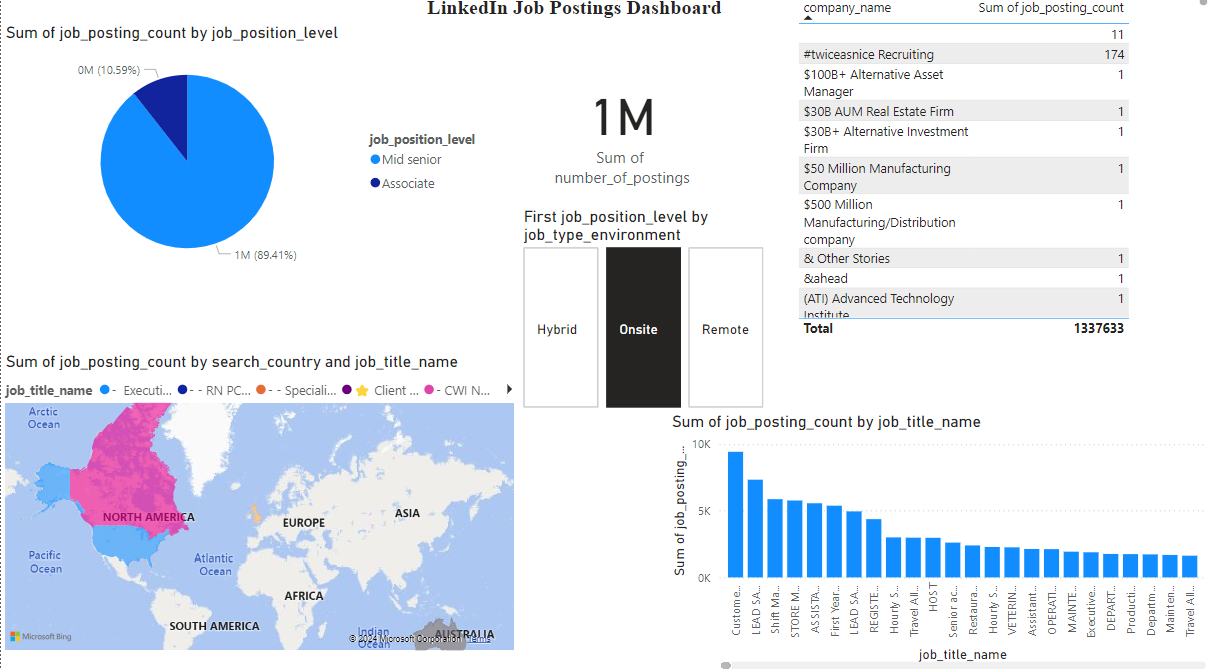 LinkedIn Job Postings Dashboard
Sum of job_posting_count by job_position_level
0M (10.59%)
1M (89.41%)
job_position_level
Mid senior
Associate
1M
Sum of
number_of_postings
First job_position_level by
job_type_environment
Hybrid
Onsite
Remote
company_name Sum of job_posting_count
11
#twiceasnice Recruiting 174
$100B+ Alternative Asset
Manager 1
$30B AUM Real Estate Firm 1
$30B+ Alternative Investment
Firm 1
$50 Million Manufacturing
Company 1
$500 Million
Manufacturing/Distribution
company 1
& Other Stories 1
&ahead 1
(ATI) Advanced Technology
Institute 1
Total 1337633
Sum of job_posting_count by search_country and job_title_name
job_title_name - Executi... - - RN PC... - - Speciali... Client ... - CWI N...
Arctic
Ocean
NORTH AMERICA
EUROPE
ASIA
Pacific
Ocean
Atlantic
Ocean
AFRICA
SOUTH AMERICA
Indian
Ocean
AUSTRALIA
Microsoft Bing
© 2024 Microsoft Corporation Terms
Sum of job_posting_count by job_title_name
Sum of job_posting_...
10K
5K
0K
Custome...
LEAD SA...
Shift Ma...
STORE M...
ASSISTA...
First Year...
LEAD SA...
REGISTE...
Hourly S...
Travel All...
HOST
Senior ac...
Restaura...
Hourly S...
VETERIN...
Assistant...
OPERATI...
MAINTE...
Executive...
DEPART...
Producti...
Departm...
Mainten...
Travel All...
job_title_name